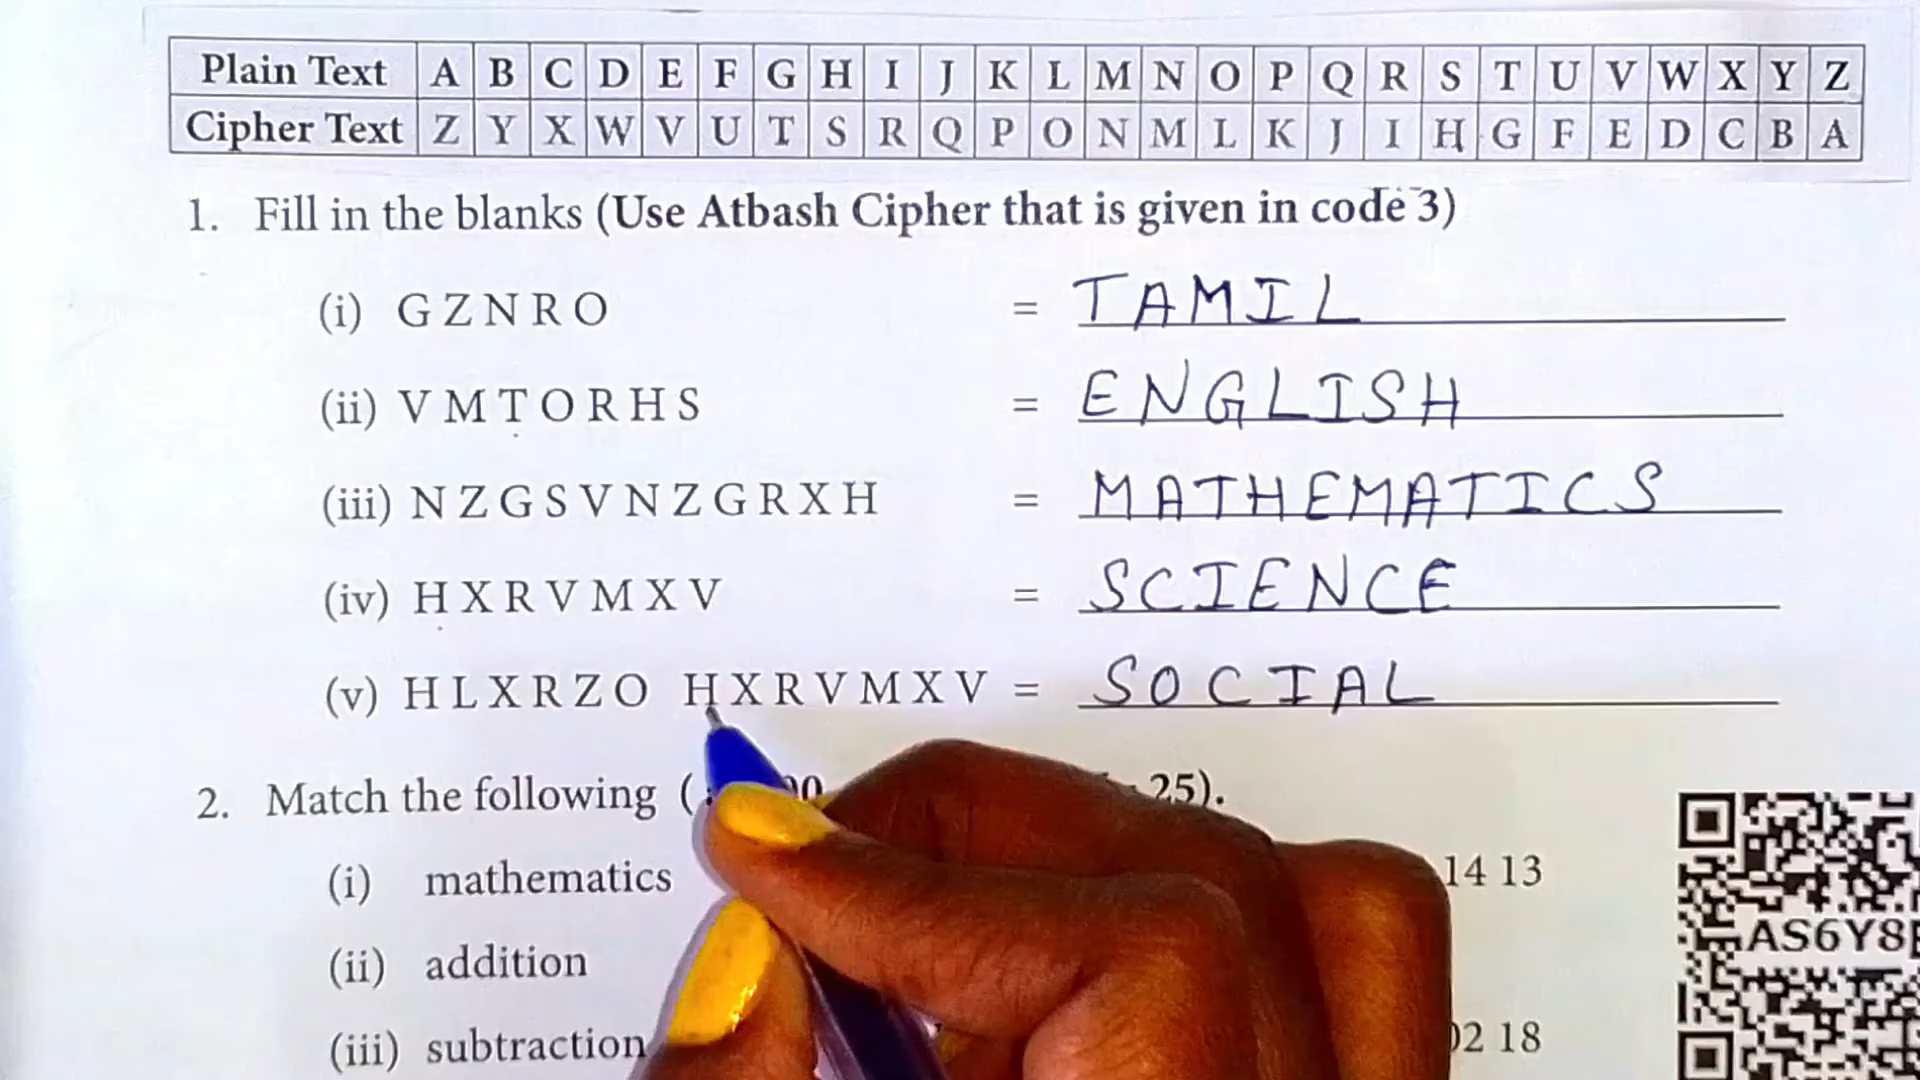 Plain Text A B C D E F G H I J K L M N O P Q R S T U V W X Y Z
Cipher Text Z Y X W V U T S R Q P O N M L K J I H G F E D C B A
1. Fill in the blanks (Use Atbash Cipher that is given in code 3)
(i) G Z N R O = TAMIL
(ii) V M T O R H S = ENGLISH
(iii) N Z G S V N Z G R X H = MATHEMATICS
(iv) H X R V M X V = SCIENCE
(v) H L X R Z O H X R V M X V = SOCIAL
2. Match the following ( 25).
(i) mathematics 14 13
(ii) addition
AS6Y8
(iii) subtraction 02 18